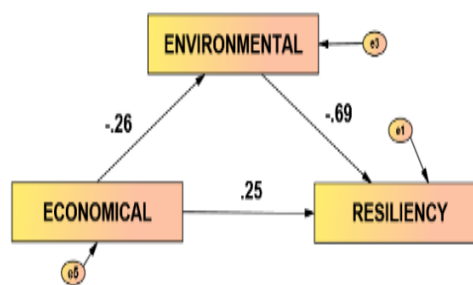 ENVIRONMENTAL
e3
-.26
-.69
e1
ECONOMICAL
.25
RESILIENCY
e5